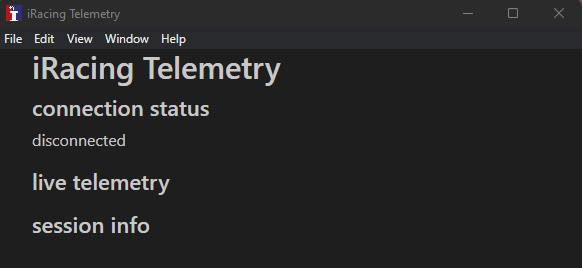 iRacing Telemetry
File Edit View Window Help
iRacing Telemetry
connection status
disconnected
live telemetry
session info